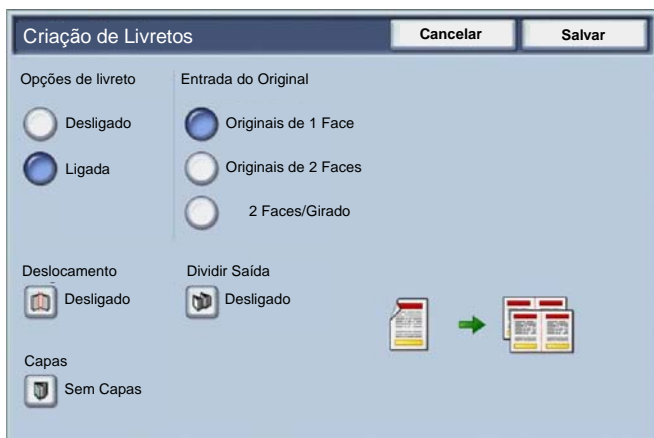 Criação de Livretos
Cancelar
Salvar
Opções de livreto
Desligado
Ligada
Entrada do Original
Originais de 1 Face
Originais de 2 Faces
2 Faces/Girado
Deslocamento
Desligado
Dividir Saída
Desligado
Capas
Sem Capas